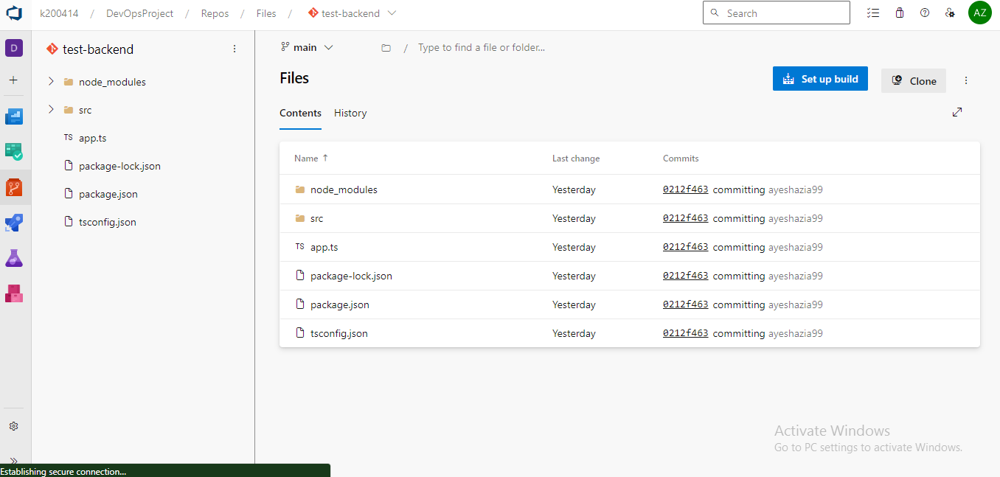 k200414 / DevOpsProject / Repos / Files / test-backend
Search
AZ
D
test-backend
node_modules
src
TS app.ts
package-lock.json
package.json
tsconfig.json
main
/ Type to find a file or folder...
Files
Set up build
Clone
Contents
History
Name ↑ Last change Commits
node_modules Yesterday 0212f463 committing ayeshazia99
src Yesterday 0212f463 committing ayeshazia99
TS app.ts Yesterday 0212f463 committing ayeshazia99
package-lock.json Yesterday 0212f463 committing ayeshazia99
package.json Yesterday 0212f463 committing ayeshazia99
tsconfig.json Yesterday 0212f463 committing ayeshazia99
Activate Windows
Go to PC settings to activate Windows.
Establishing secure connection...